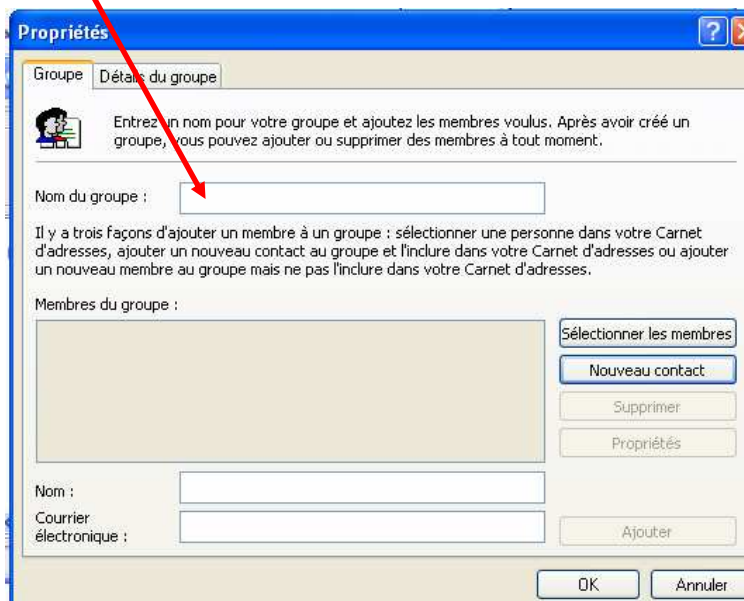 Propriétés
Groupe Détails du groupe
Entrez un nom pour votre groupe et ajoutez les membres voulus. Après avoir créé un
groupe, vous pouvez ajouter ou supprimer des membres à tout moment.
Nom du groupe :
Il y a trois façons d'ajouter un membre à un groupe : sélectionner une personne dans votre Carnet
d'adresses, ajouter un nouveau contact au groupe et l'inclure dans votre Carnet d'adresses ou ajouter
un nouveau membre au groupe mais ne pas l'inclure dans votre Carnet d'adresses.
Membres du groupe :
Sélectionner les membres
Nouveau contact
Supprimer
Propriétés
Nom :
Courrier
électronique :
Ajouter
OK Annuler